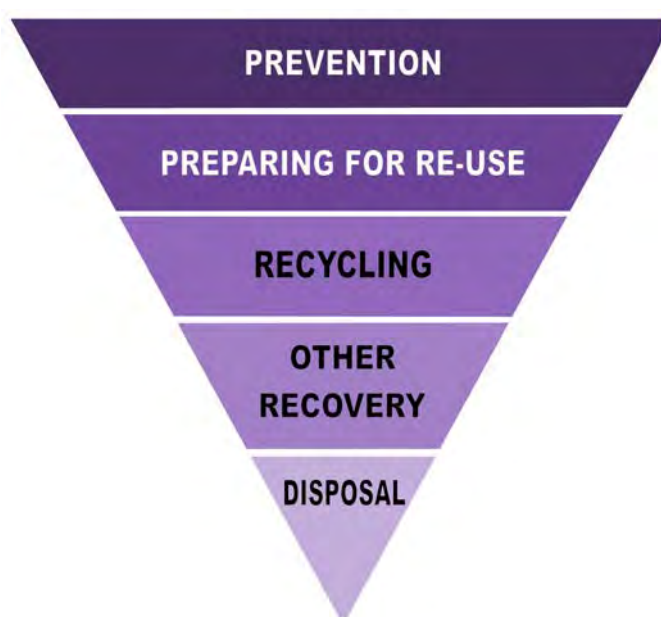 PREVENTION
PREPARING FOR RE-USE
RECYCLING
OTHER
RECOVERY
DISPOSAL